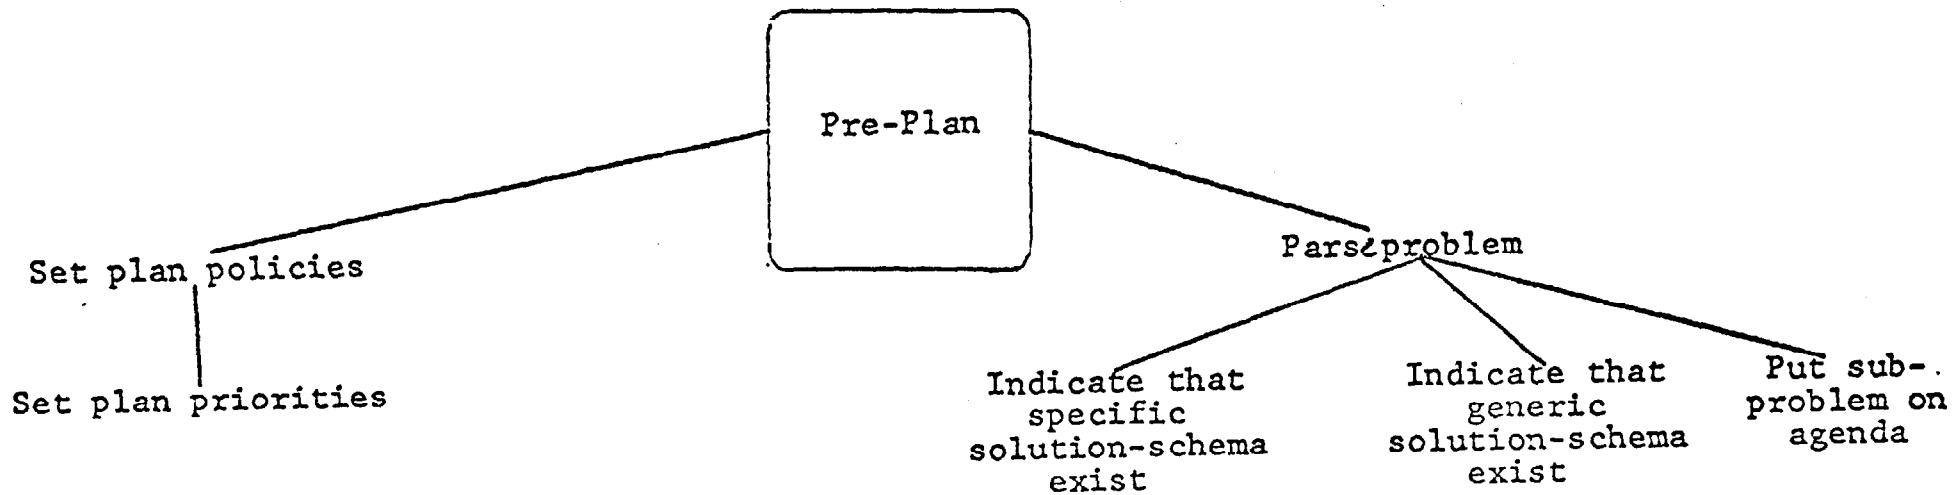 Pre-Plan
Set plan policies
Set plan priorities
Parse problem
Indicate that
specific
solution-schema
exist
Indicate that
generic
solution-schema
exist
Put sub-
problem on
agenda